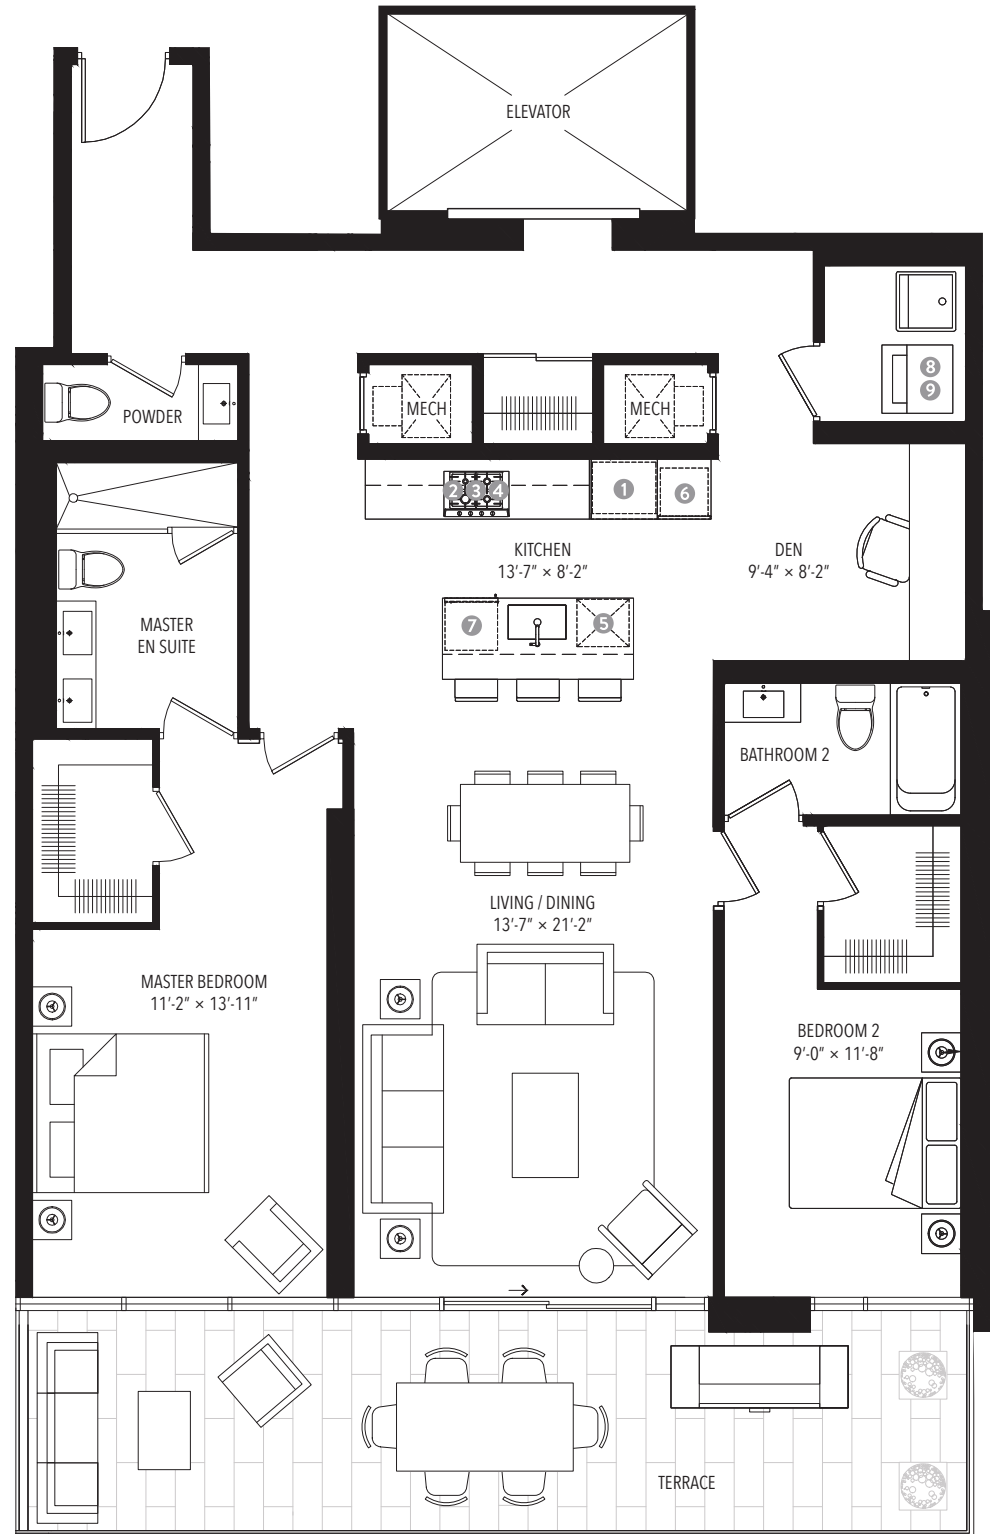 ELEVATOR
8
9
POWDER
MECH
MECH
2 3 4
1
6
KITCHEN
13'-7" × 8'-2"
DEN
9'-4" × 8'-2"
MASTER
EN SUITE
7
5
BATHROOM 2
LIVING / DINING
13'-7" × 21'-2"
MASTER BEDROOM
11'-2" × 13'-11"
BEDROOM 2
9'-0" × 11'-8"
TERRACE